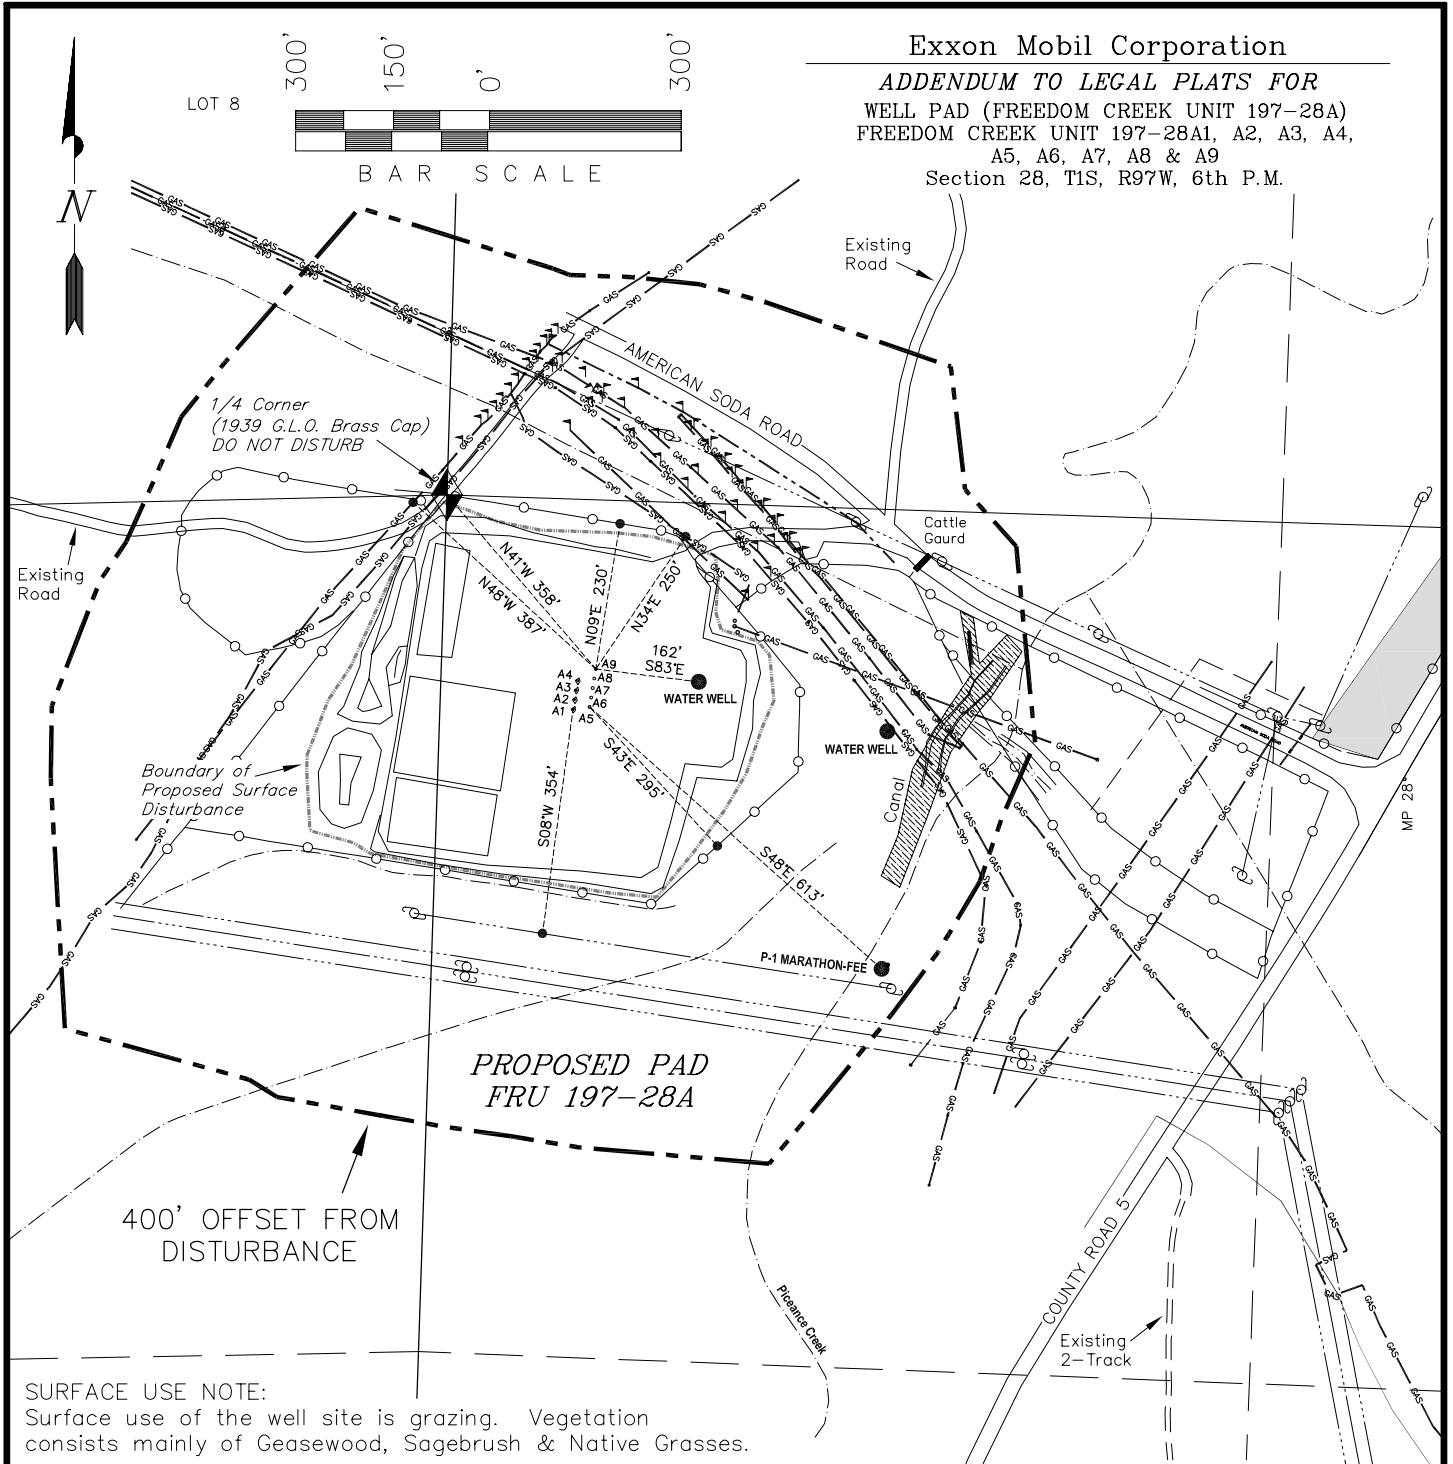 Exxon Mobil Corporation
ADDENDUM TO LEGAL PLATS FOR
WELL PAD (FREEDOM CREEK UNIT 197-28A)
FREEDOM CREEK UNIT 197-28A1, A2, A3, A4,
A5, A6, A7, A8 & A9
Section 28, T1S, R97W, 6th P.M.
300'
150'
0'
300'
LOT 8
BAR SCALE
N
Existing
Road
AMERICAN SODA ROAD
1/4 Corner
(1939 G.L.O. Brass Cap)
DO NOT DISTURB
Cattle
Gaurd
Existing
Road
N41°W 358'
N48°W 387'
N09°E 230'
N34°E 250'
162'
S83°E
A9
A8
A7
A6
A5
A4
A3
A2
A1
WATER WELL
WATER WELL
Boundary of
Proposed Surface
Disturbance
S08°W 354'
S43°E 295'
S48°E 613'
Canal
AMERICAN SODA ROAD
MP 28
P-1 MARATHON-FEE
GAS
PROPOSED PAD
FRU 197-28A
400' OFFSET FROM
DISTURBANCE
Piceance Creek
COUNTY ROAD 5
Existing
2-Track
SURFACE USE NOTE:
Surface use of the well site is grazing. Vegetation
consists mainly of Geasewood, Sagebrush & Native Grasses.